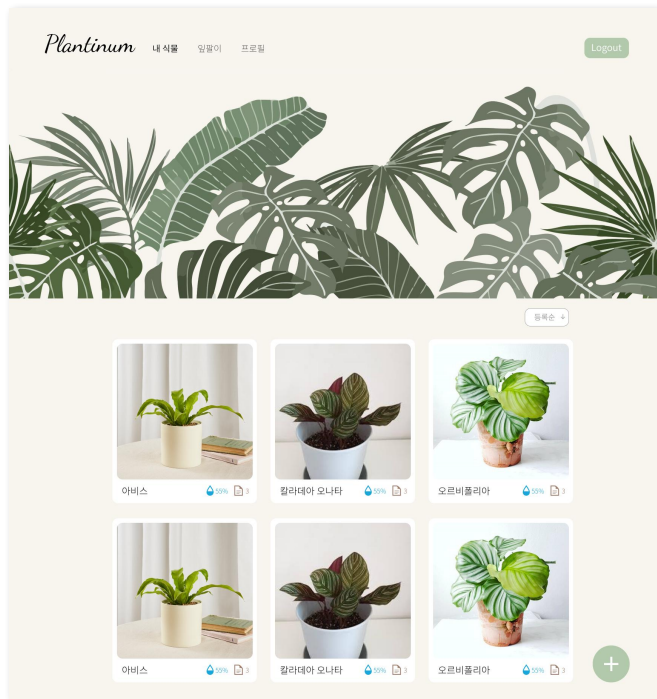 Plantinum 내 식물 잎팔이 프로필 Logout
등록순
아비스 55% 3 칼라데아 오나타 55% 3 오르비폴리아 55% 3
아비스 55% 3 칼라데아 오나타 55% 3 오르비폴리아 55% 3